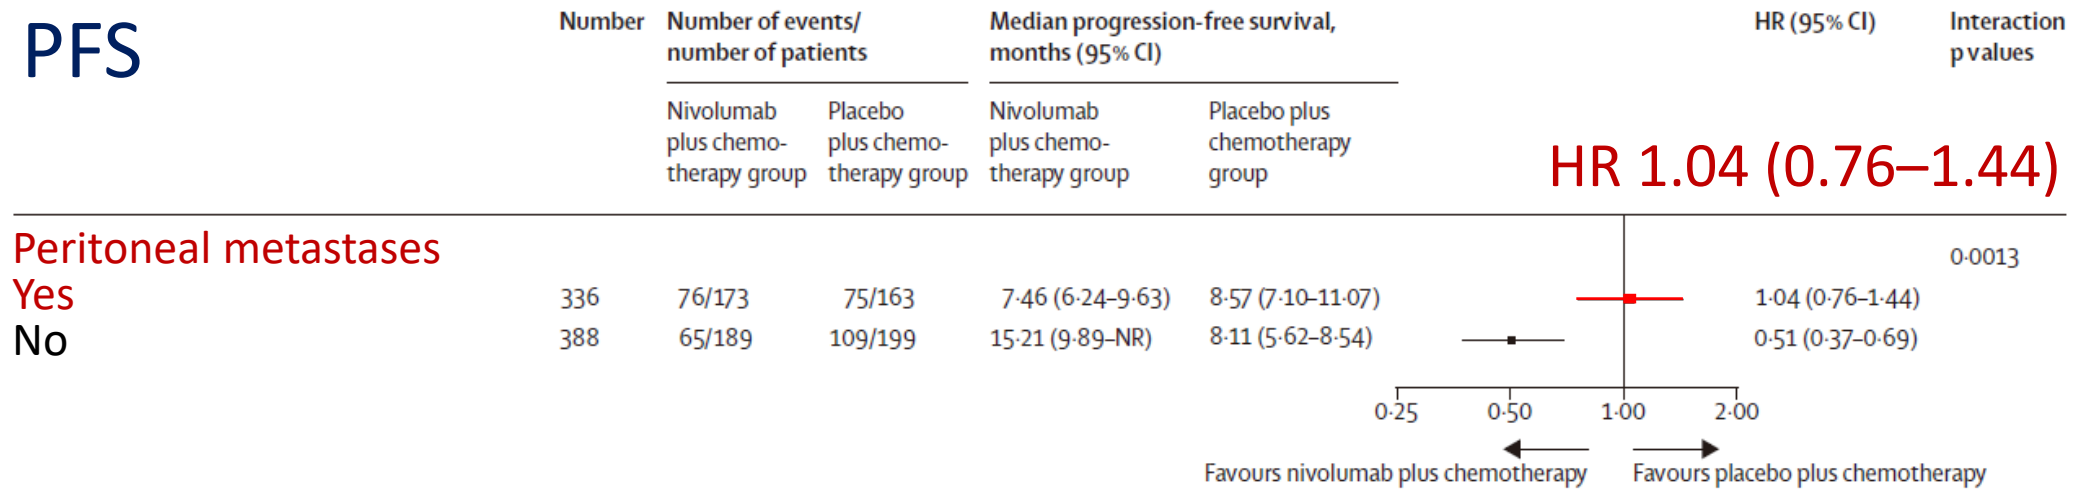 PFS
Number
Number of events/
number of patients
Median progression-free survival,
months (95% CI)
HR (95% CI)
Interaction
p values
Nivolumab
plus chemo-
therapy group
Placebo
plus chemo-
therapy group
Nivolumab
plus chemo-
therapy group
Placebo plus
chemotherapy
group
HR 1.04 (0.76–1.44)
Peritoneal metastases 0·0013
Yes 336 76/173 75/163 7·46 (6·24–9·63) 8·57 (7·10–11·07) 1·04 (0·76–1·44)
No 388 65/189 109/199 15·21 (9·89–NR) 8·11 (5·62–8·54) 0·51 (0·37–0·69)
0·25 0·50 1·00 2·00
Favours nivolumab plus chemotherapy Favours placebo plus chemotherapy